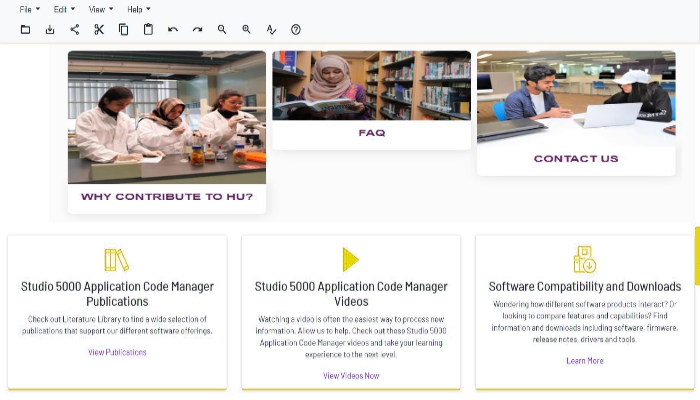 File Edit View Help
WHY CONTRIBUTE TO HU?
FAQ
CONTACT US
Studio 5000 Application Code Manager
Publications
Check out Literature Library to find a wide selection of
publications that support our different software offerings.
View Publications
Studio 5000 Application Code Manager
Videos
Watching a video is often the easiest way to process new
information. Allow us to help. Check out these Studio 5000
Application Code Manager videos and take your learning
experience to the next level.
View Videos Now
Software Compatibility and Downloads
Wondering how different software products interact? Or
looking to compare features and capabilities? Find
information and downloads including software, firmware,
release notes, drivers and tools.
Learn More